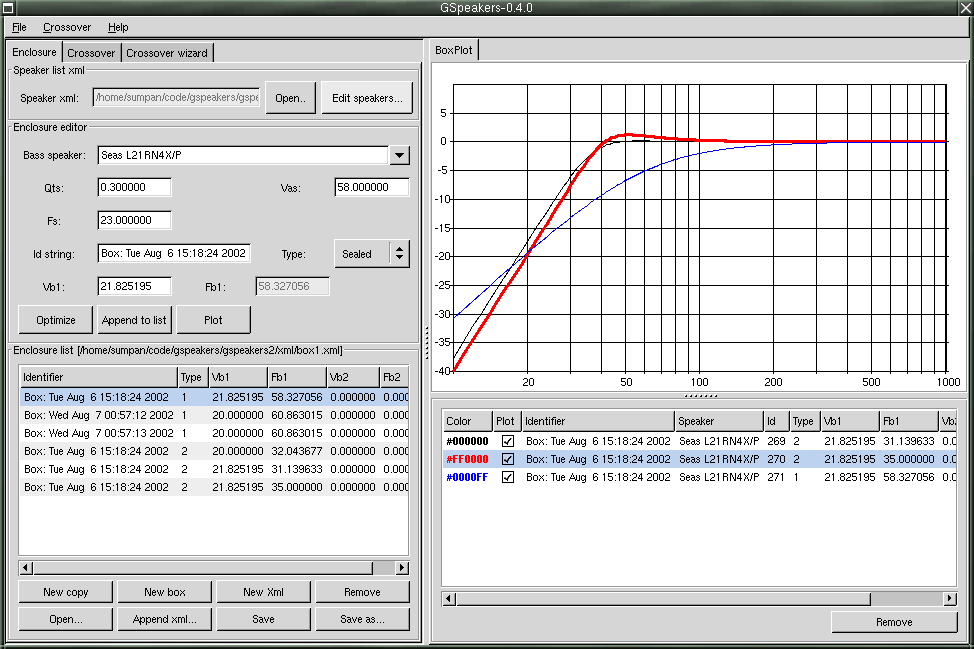 GSpeakers-0.4.0
File Crossover Help
Enclosure Crossover Crossover wizard
Speaker list xml
Speaker xml: /home/sumpan/code/gspeakers/gspe Open.. Edit speakers...
Enclosure editor
Bass speaker: Seas L21RN4X/P
Qts: 0.300000 Vas: 58.000000
Fs: 23.000000
Id string: Box: Tue Aug 6 15:18:24 2002 Type: Sealed
Vb1: 21.825195 Fb1: 58.327056
Optimize Append to list Plot
Enclosure list [/home/sumpan/code/gspeakers/gspeakers2/xml/box1.xml]
Identifier Type Vb1 Fb1 Vb2 Fb2
Box: Tue Aug 6 15:18:24 2002 1 21.825195 58.327056 0.000000 0.000
Box: Wed Aug 7 00:57:12 2002 1 20.000000 60.863015 0.000000 0.000
Box: Wed Aug 7 00:57:13 2002 1 20.000000 60.863015 0.000000 0.000
Box: Tue Aug 6 15:18:24 2002 2 20.000000 32.043677 0.000000 0.000
Box: Tue Aug 6 15:18:24 2002 2 21.825195 31.139633 0.000000 0.000
Box: Tue Aug 6 15:18:24 2002 2 21.825195 35.000000 0.000000 0.000
New copy New box New Xml Remove
Open... Append xml... Save Save as...
BoxPlot
5
0
-5
-10
-15
-20
-25
-30
-35
-40
20 50 100 200 500 1000
Color Plot Identifier Speaker Id Type Vb1 Fb1 Vb2
#000000 Box: Tue Aug 6 15:18:24 2002 Seas L21RN4X/P 269 2 21.825195 31.139633 0.0
#FF0000 Box: Tue Aug 6 15:18:24 2002 Seas L21RN4X/P 270 2 21.825195 35.000000 0.0
#0000FF Box: Tue Aug 6 15:18:24 2002 Seas L21RN4X/P 271 1 21.825195 58.327056 0.0
Remove